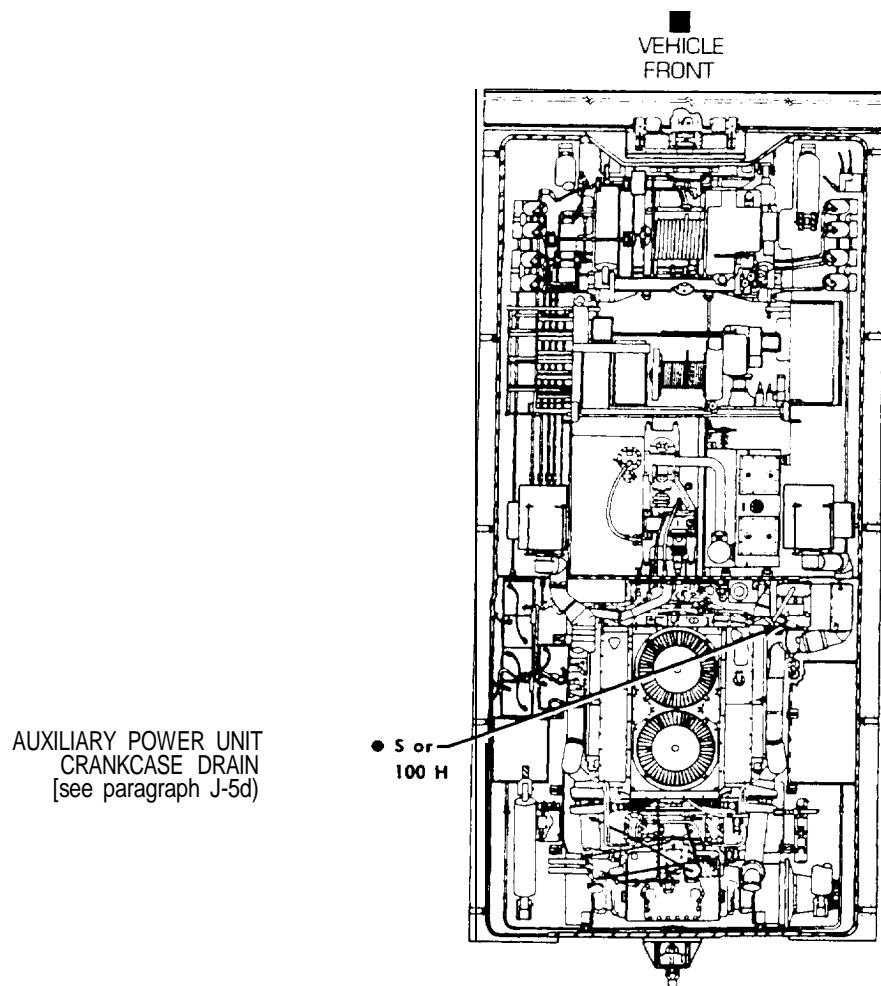 VEHICLE
FRONT
AUXILIARY POWER UNIT
CRANKCASE DRAIN
[see paragraph J-5d)
● S or
100 H